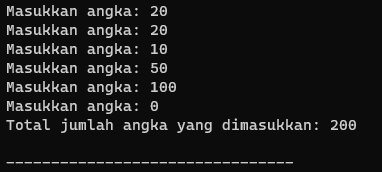 Masukkan angka: 20
Masukkan angka: 20
Masukkan angka: 10
Masukkan angka: 50
Masukkan angka: 100
Masukkan angka: 0
Total jumlah angka yang dimasukkan: 200
--------------------------------